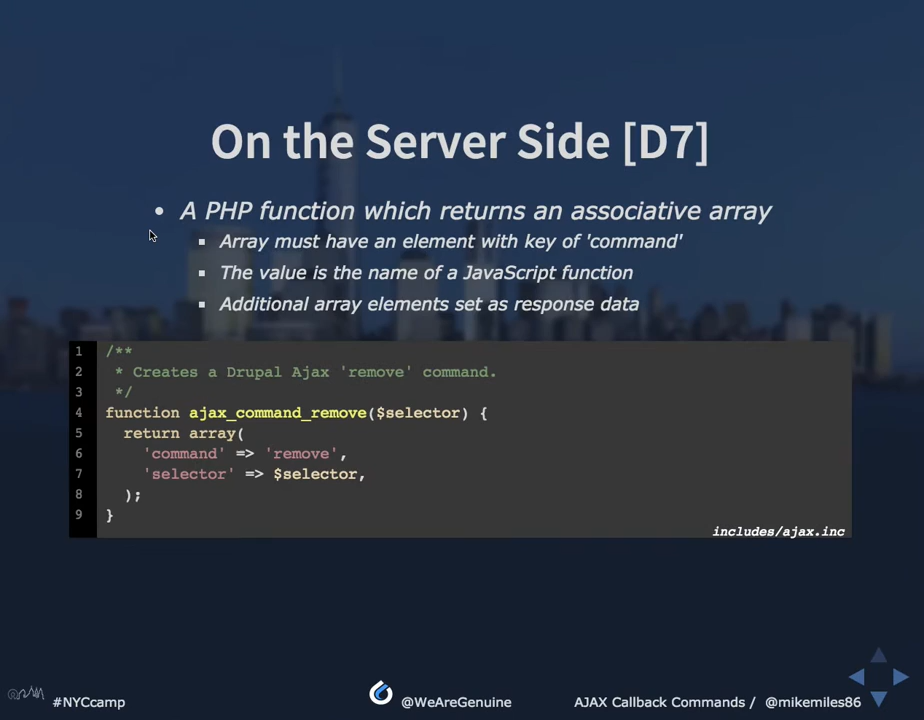 On the Server Side [D7]
A PHP function which returns an associative array
Array must have an element with key of 'command'
The value is the name of a JavaScript function
Additional array elements set as response data
1 /**
2  * Creates a Drupal Ajax 'remove' command.
3  */
4 function ajax_command_remove($selector) {
5   return array(
6     'command' => 'remove',
7     'selector' => $selector,
8   );
9 }
includes/ajax.inc
#NYCcamp
@WeAreGenuine
AJAX Callback Commands / @mikemiles86